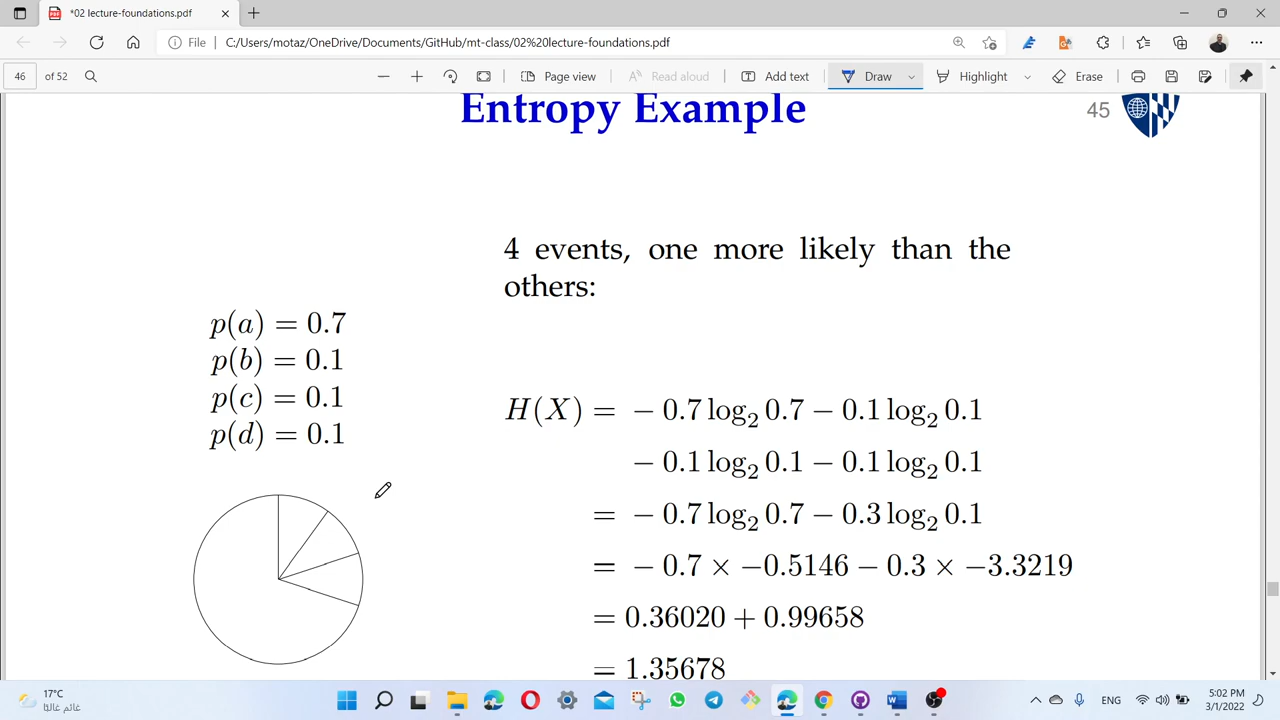 *02 lecture-foundations.pdf
File C:/Users/motaz/OneDrive/Documents/GitHub/mt-class/02%20lecture-foundations.pdf
46 of 52 Page view Read aloud Add text Draw Highlight Erase
Entropy Example
45
4 events, one more likely than the
others:
p(a) = 0.7
p(b) = 0.1
p(c) = 0.1
p(d) = 0.1
H(X) = − 0.7 log₂ 0.7 − 0.1 log₂ 0.1
− 0.1 log₂ 0.1 − 0.1 log₂ 0.1
= − 0.7 log₂ 0.7 − 0.3 log₂ 0.1
= − 0.7 × −0.5146 − 0.3 × −3.3219
= 0.36020 + 0.99658
= 1.35678
17°C
غائم غالبًا
ENG
5:02 PM
3/1/2022